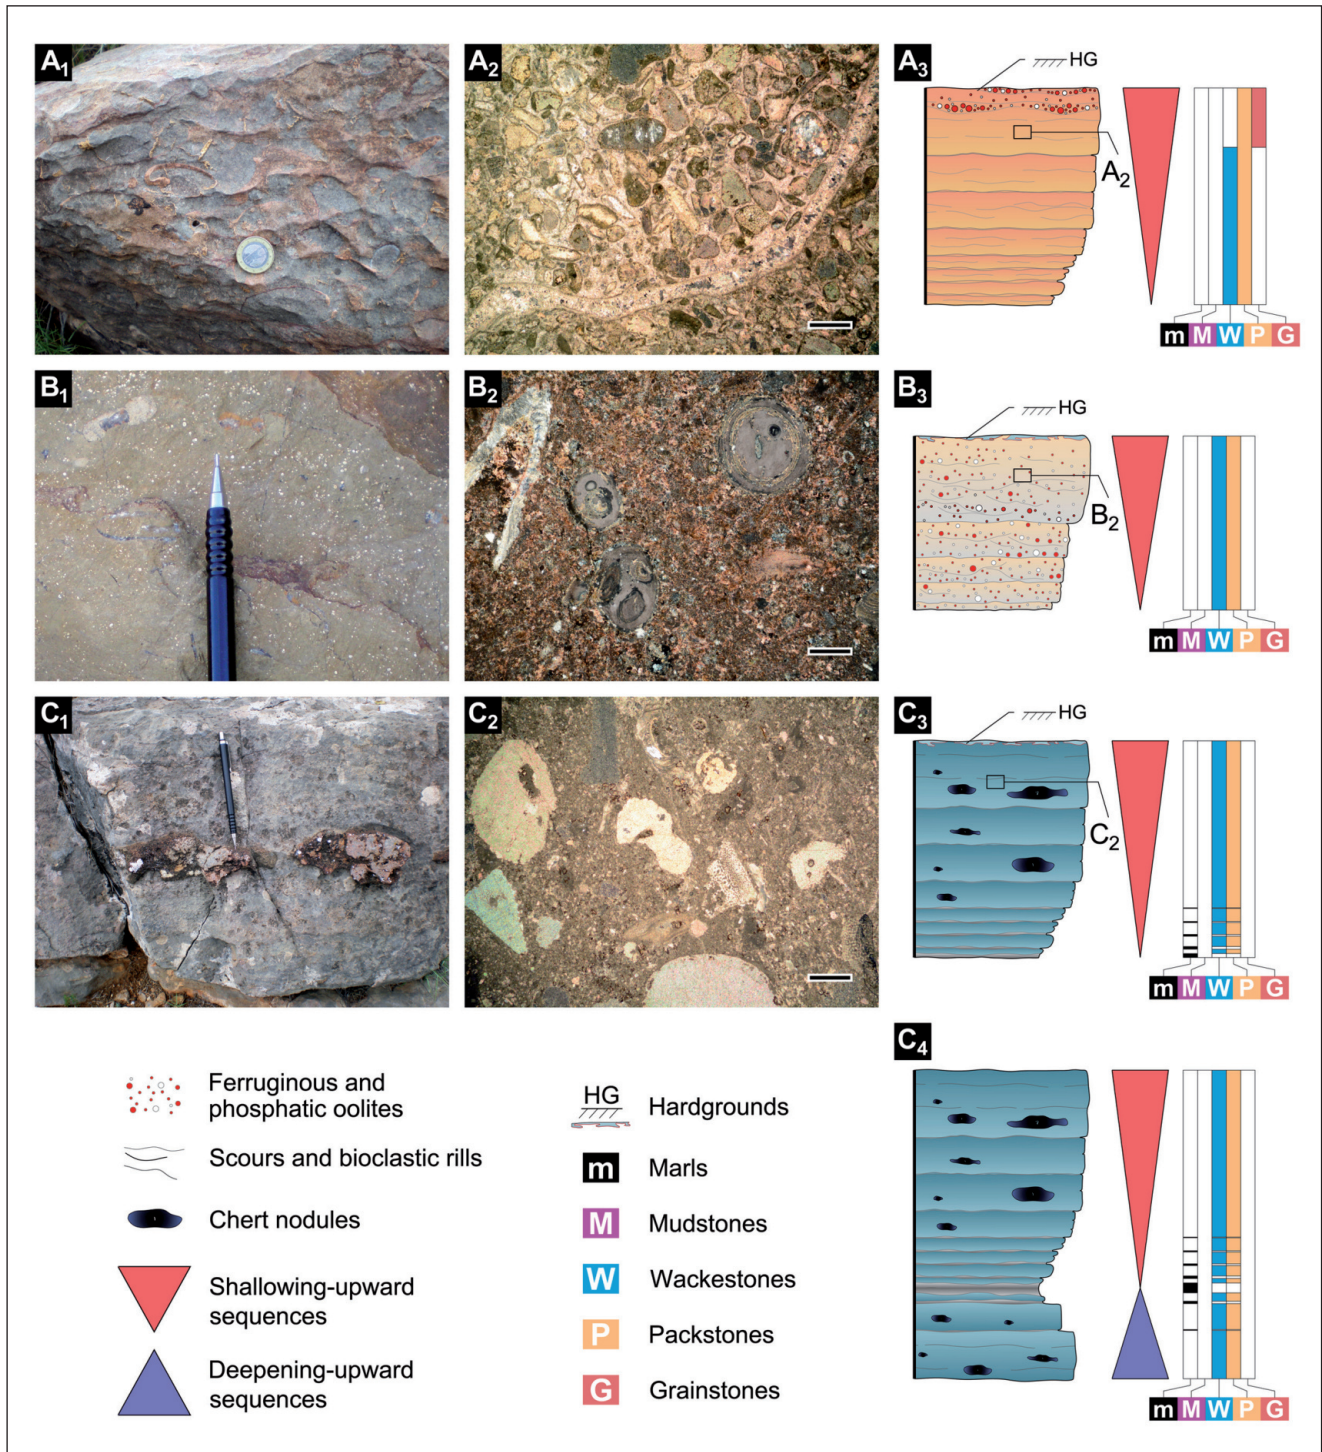 A1
A2
A3
HG
A2
m M W P G
B1
B2
B3
HG
B2
m M W P G
C1
C2
C3
HG
C2
m M W P G
C4
m M W P G
Ferruginous and
phosphatic oolites
Scours and bioclastic rills
Chert nodules
Shallowing-upward
sequences
Deepening-upward
sequences
HG Hardgrounds
m Marls
M Mudstones
W Wackestones
P Packstones
G Grainstones